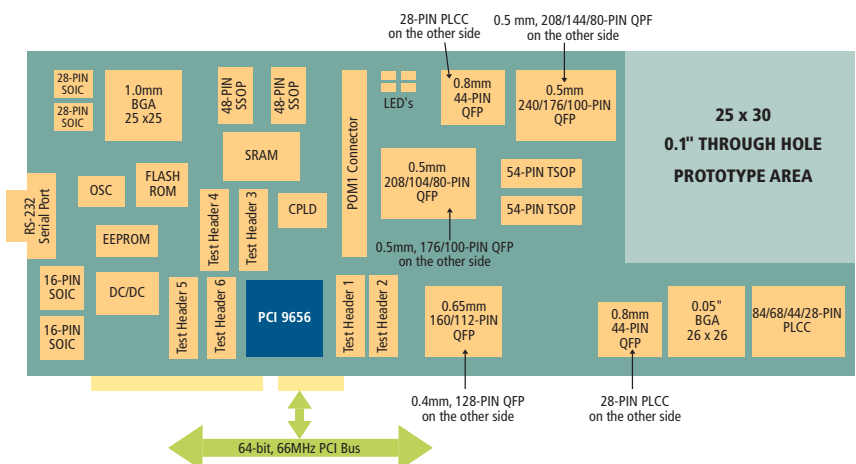 28-PIN PLCC
on the other side
0.5 mm, 208/144/80-PIN QPF
on the other side
28-PIN
SOIC
28-PIN
SOIC
1.0mm
BGA
25 x25
48-PIN
SSOP
48-PIN
SSOP
LED's
0.8mm
44-PIN
QFP
0.5mm
240/176/100-PIN
QFP
25 x 30
0.1" THROUGH HOLE
PROTOTYPE AREA
SRAM
POM1 Connector
0.5mm
208/104/80-PIN
QFP
54-PIN TSOP
54-PIN TSOP
OSC
FLASH
ROM
RS-232
Serial Port
Test Header 4
Test Header 3
CPLD
EEPROM
0.5mm, 176/100-PIN QFP
on the other side
16-PIN
SOIC
16-PIN
SOIC
DC/DC
Test Header 5
Test Header 6
PCI 9656
Test Header 1
Test Header 2
0.65mm
160/112-PIN
QFP
0.8mm
44-PIN
QFP
0.05"
BGA
26 x 26
84/68/44/28-PIN
PLCC
0.4mm, 128-PIN QFP
on the other side
28-PIN PLCC
on the other side
64-bit, 66MHz PCI Bus